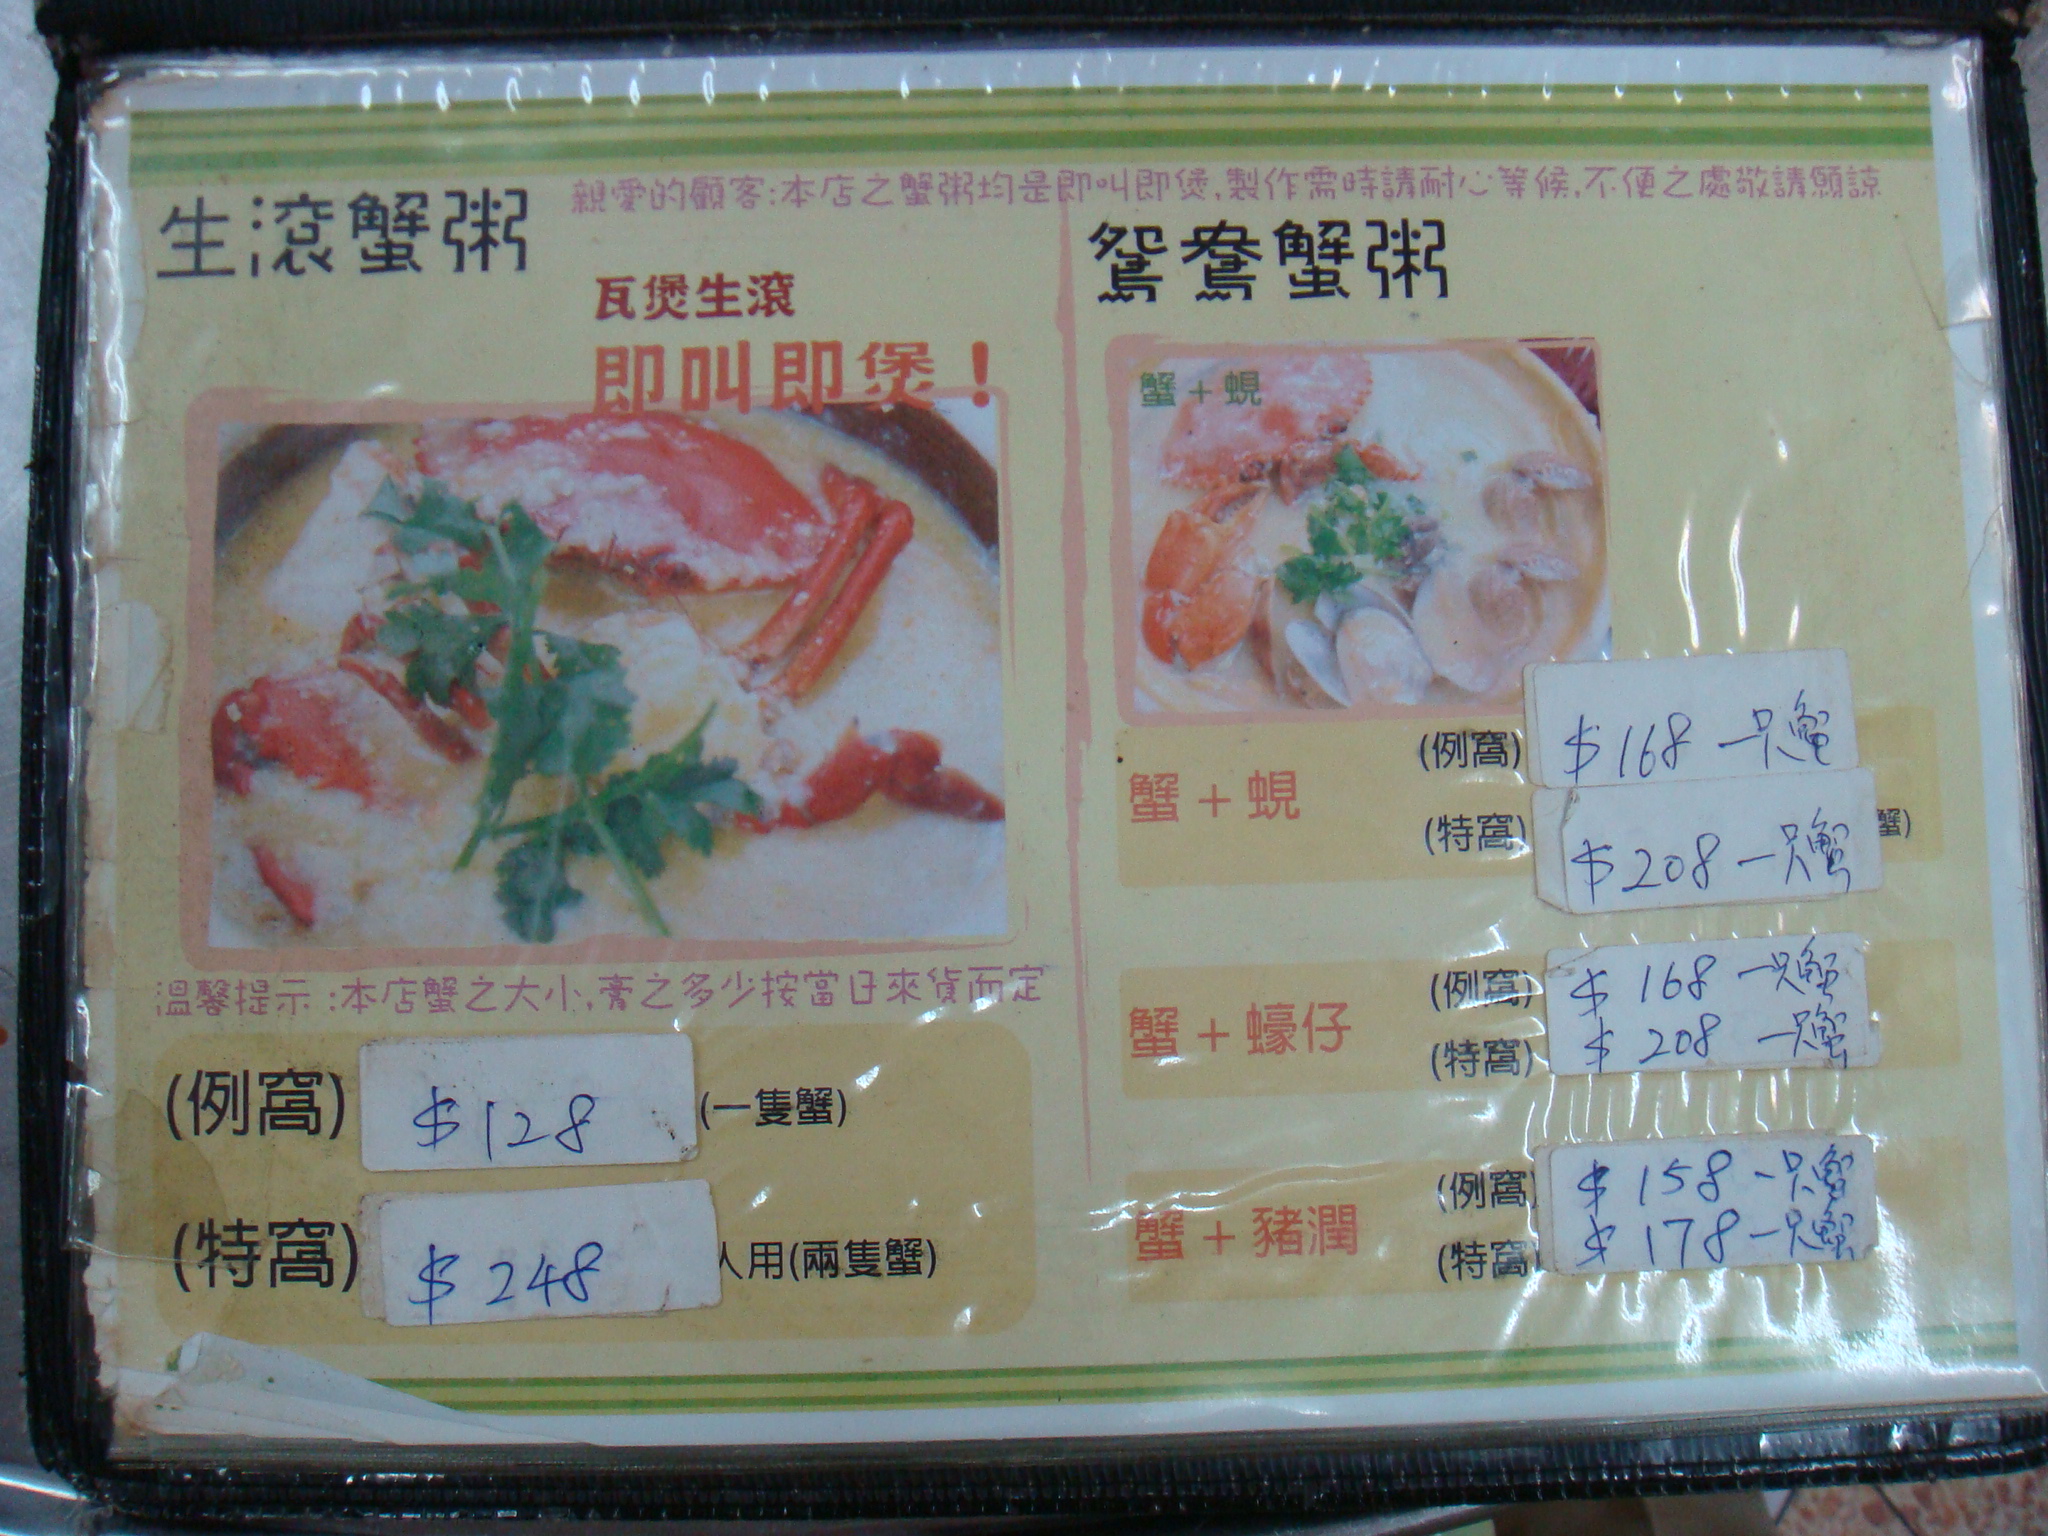 親愛的顧客:本店之蟹粥均是即叫即煲,製作需時請耐心等候,不便之處敬請願諒
生滾蟹粥
瓦煲生滾
即叫即煲!
溫馨提示:本店蟹之大小,膏之多少按當日來貨而定
(例窩) $128 (一隻蟹)
(特窩) $248 人用(兩隻蟹)
鴛鴦蟹粥
蟹+蜆
蟹+蜆
(例窩) $168 一只蟹
(特窩) $208 一只蟹 蟹)
蟹+蠔仔
(例窩) $168 一只蟹
(特窩) $208 一只蟹
蟹+豬潤
(例窩) $158 一只蟹
(特窩) $178 一只蟹